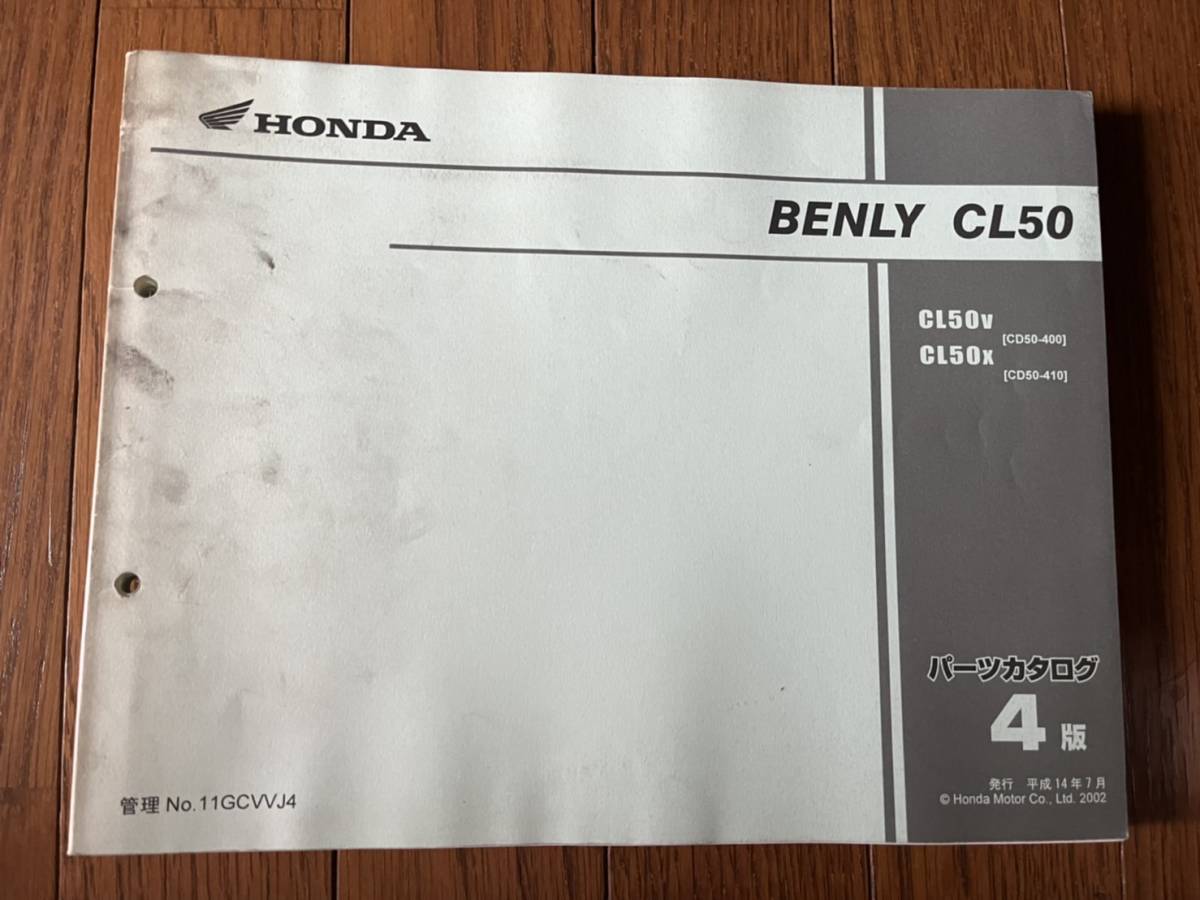 HONDA
BENLY CL50
CL50V
[CD50-400]
CL50X
[CD50-410]
パーツカタログ
4版
発行 平成14年7月
© Honda Motor Co., Ltd. 2002
管理 No.11GCVVJ4